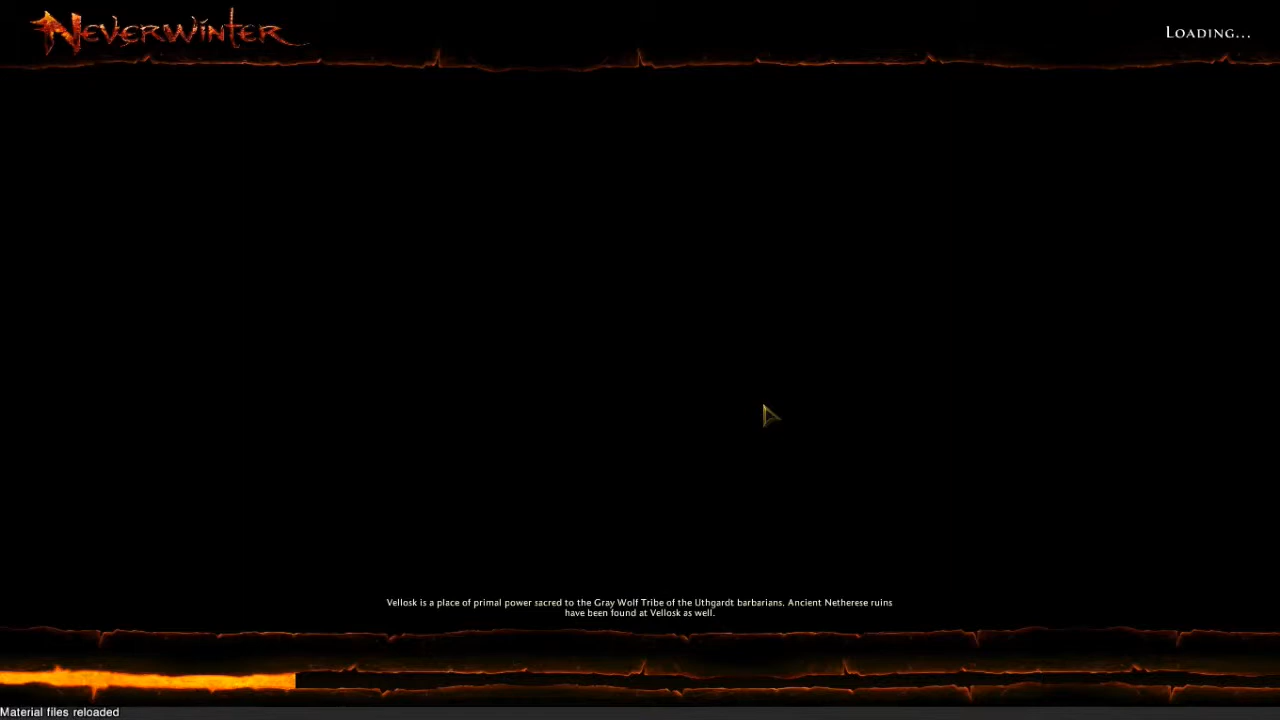 NEVERWINTER
LOADING...
Vellosk is a place of primal power sacred to the Gray Wolf Tribe of the Uthgardt barbarians. Ancient Netherese ruins
have been found at Vellosk as well.
Material files reloaded